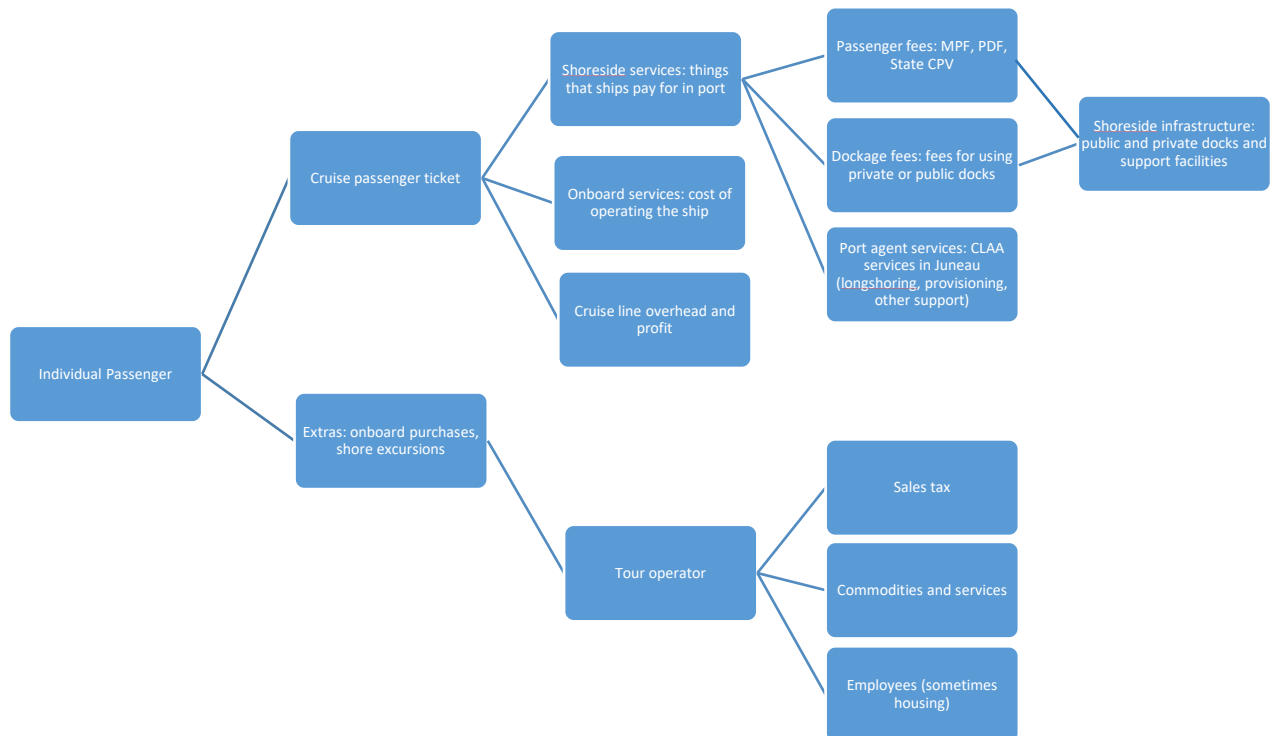 Individual Passenger
Cruise passenger ticket
Extras: onboard purchases,
shore excursions
Shoreside services: things
that ships pay for in port
Onboard services: cost of
operating the ship
Cruise line overhead and
profit
Tour operator
Passenger fees: MPF, PDF,
State CPV
Dockage fees: fees for using
private or public docks
Port agent services: CLAA
services in Juneau
(longshoring, provisioning,
other support)
Sales tax
Commodities and services
Employees (sometimes
housing)
Shoreside infrastructure:
public and private docks and
support facilities